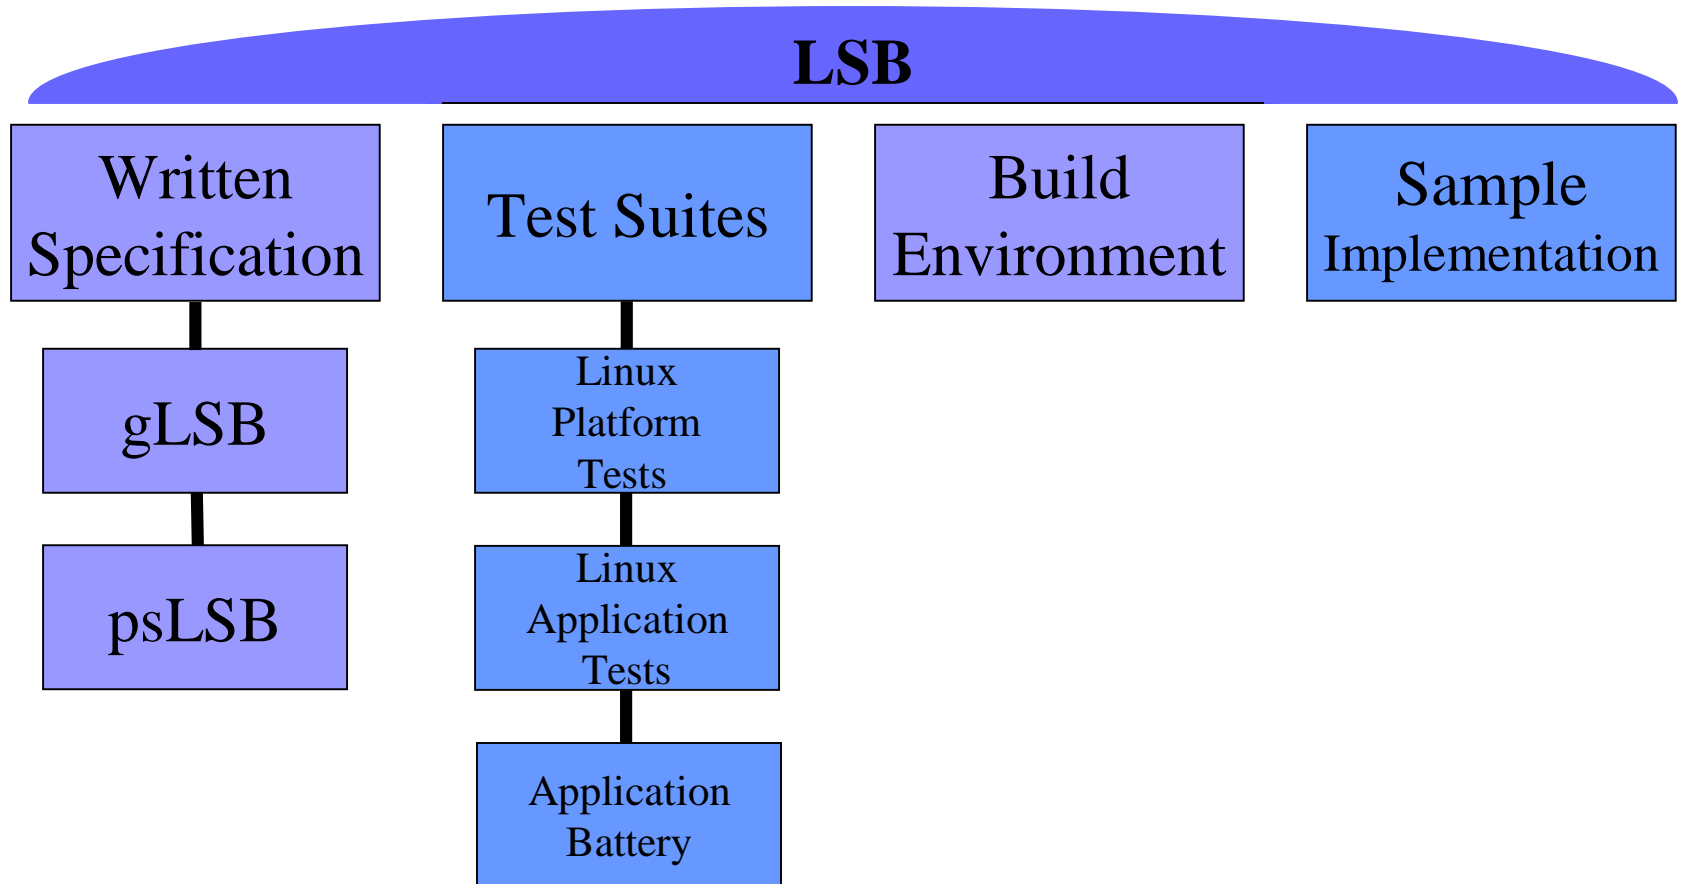 LSB
Written
Specification
Test Suites
Build
Environment
Sample
Implementation
gLSB
Linux
Platform
Tests
psLSB
Linux
Application
Tests
Application
Battery